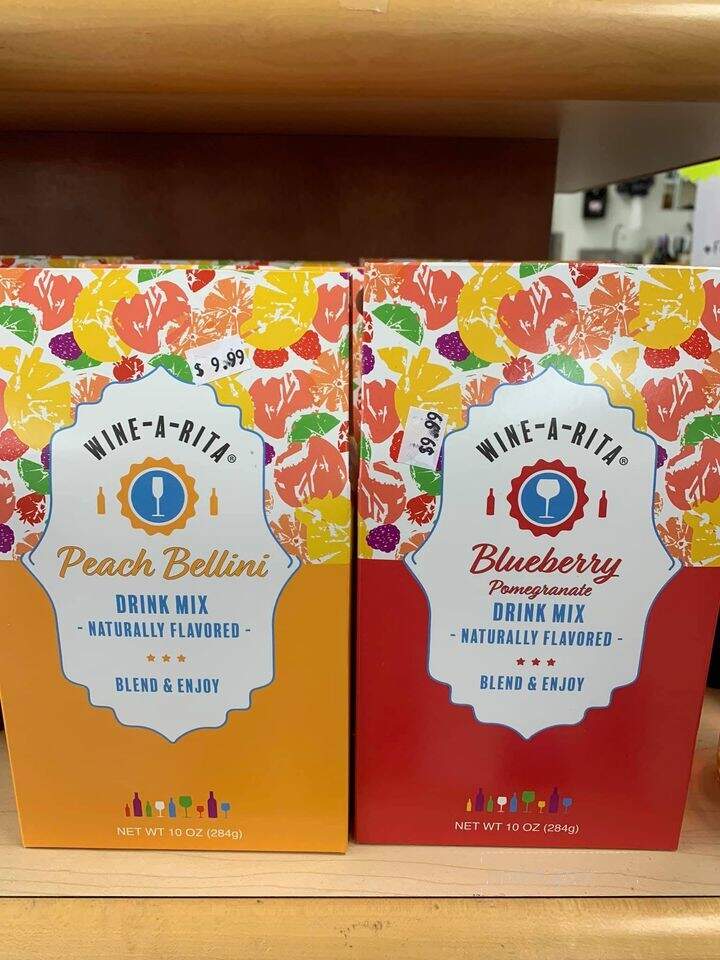 $ 9.99
WINE-A-RITA®
Peach Bellini
DRINK MIX
- NATURALLY FLAVORED -
BLEND & ENJOY
NET WT 10 OZ (284g)
$9.99
WINE-A-RITA®
Blueberry
Pomegranate
DRINK MIX
- NATURALLY FLAVORED -
BLEND & ENJOY
NET WT 10 OZ (284g)